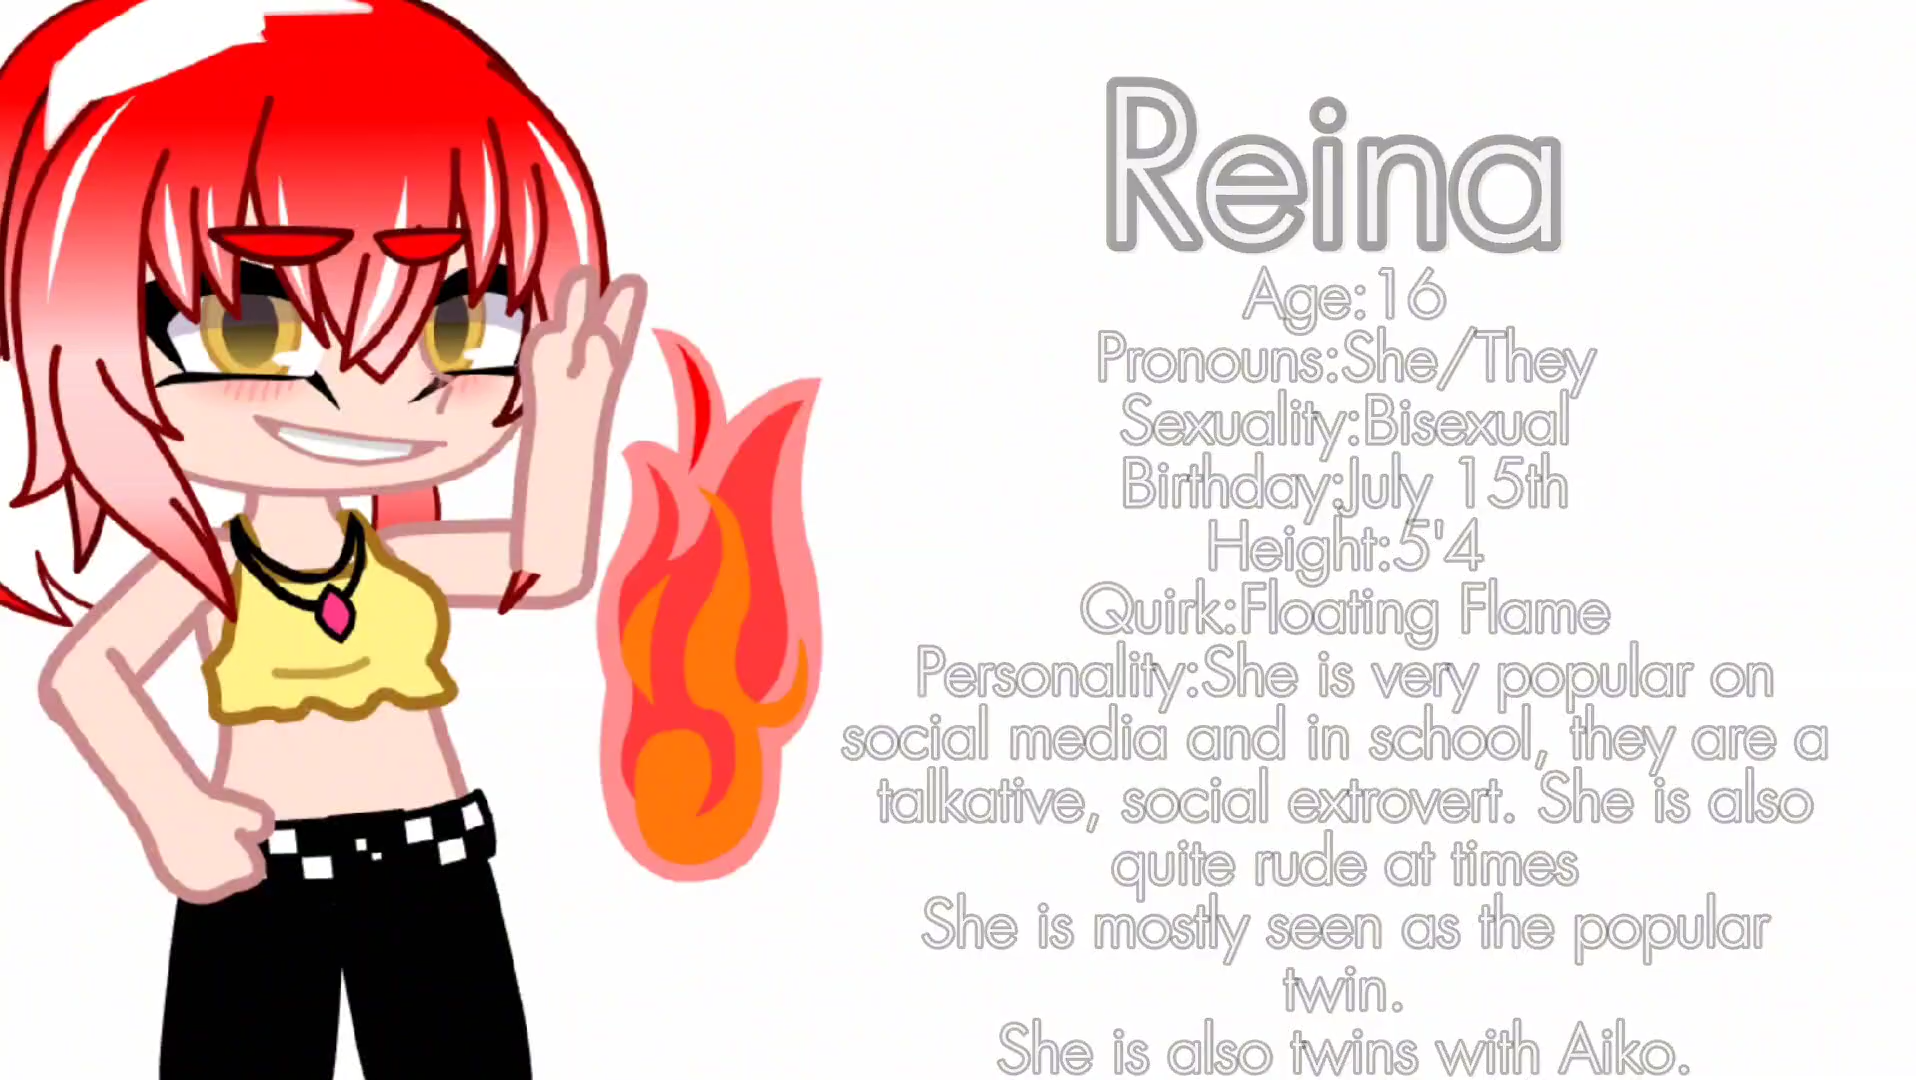 Reina
Age:16
Pronouns:She/They
Sexuality:Bisexual
Birthday:July 15th
Height:5'4
Quirk:Floating Flame
Personality:She is very popular on
social media and in school, they are a
talkative, social extrovert. She is also
quite rude at times
She is mostly seen as the popular
twin.
She is also twins with Aiko.